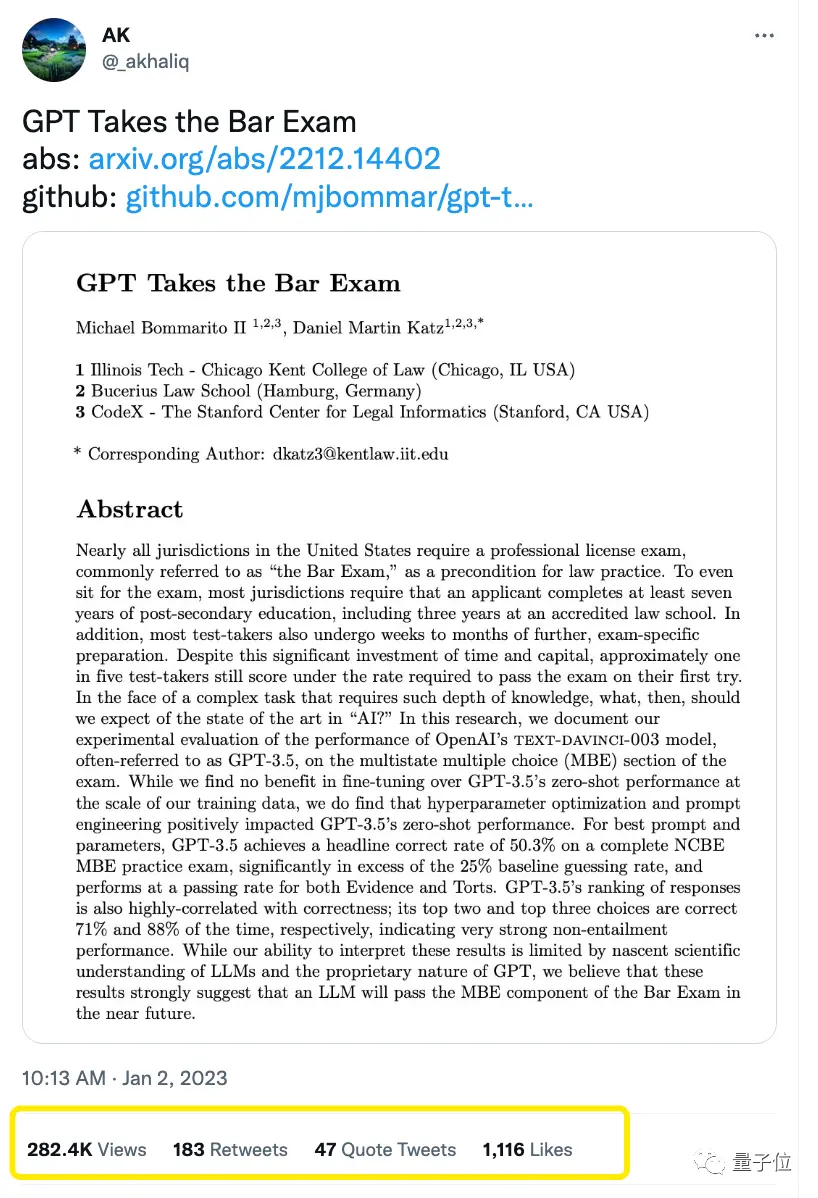 AK
@_akhaliq
GPT Takes the Bar Exam
abs: arxiv.org/abs/2212.14402
github: github.com/mjbommar/gpt-t...
GPT Takes the Bar Exam
Michael Bommarito II 1,2,3, Daniel Martin Katz1,2,3,*
1 Illinois Tech - Chicago Kent College of Law (Chicago, IL USA)
2 Bucerius Law School (Hamburg, Germany)
3 CodeX - The Stanford Center for Legal Informatics (Stanford, CA USA)
* Corresponding Author: dkatz3@kentlaw.iit.edu
Abstract
Nearly all jurisdictions in the United States require a professional license exam,
commonly referred to as “the Bar Exam,” as a precondition for law practice. To even
sit for the exam, most jurisdictions require that an applicant completes at least seven
years of post-secondary education, including three years at an accredited law school. In
addition, most test-takers also undergo weeks to months of further, exam-specific
preparation. Despite this significant investment of time and capital, approximately one
in five test-takers still score under the rate required to pass the exam on their first try.
In the face of a complex task that requires such depth of knowledge, what, then, should
we expect of the state of the art in “AI?” In this research, we document our
experimental evaluation of the performance of OpenAI’s TEXT-DAVINCI-003 model,
often-referred to as GPT-3.5, on the multistate multiple choice (MBE) section of the
exam. While we find no benefit in fine-tuning over GPT-3.5’s zero-shot performance at
the scale of our training data, we do find that hyperparameter optimization and prompt
engineering positively impacted GPT-3.5’s zero-shot performance. For best prompt and
parameters, GPT-3.5 achieves a headline correct rate of 50.3% on a complete NCBE
MBE practice exam, significantly in excess of the 25% baseline guessing rate, and
performs at a passing rate for both Evidence and Torts. GPT-3.5’s ranking of responses
is also highly-correlated with correctness; its top two and top three choices are correct
71% and 88% of the time, respectively, indicating very strong non-entailment
performance. While our ability to interpret these results is limited by nascent scientific
understanding of LLMs and the proprietary nature of GPT, we believe that these
results strongly suggest that an LLM will pass the MBE component of the Bar Exam in
the near future.
10:13 AM · Jan 2, 2023
282.4K Views 183 Retweets 47 Quote Tweets 1,116 Likes
量子位